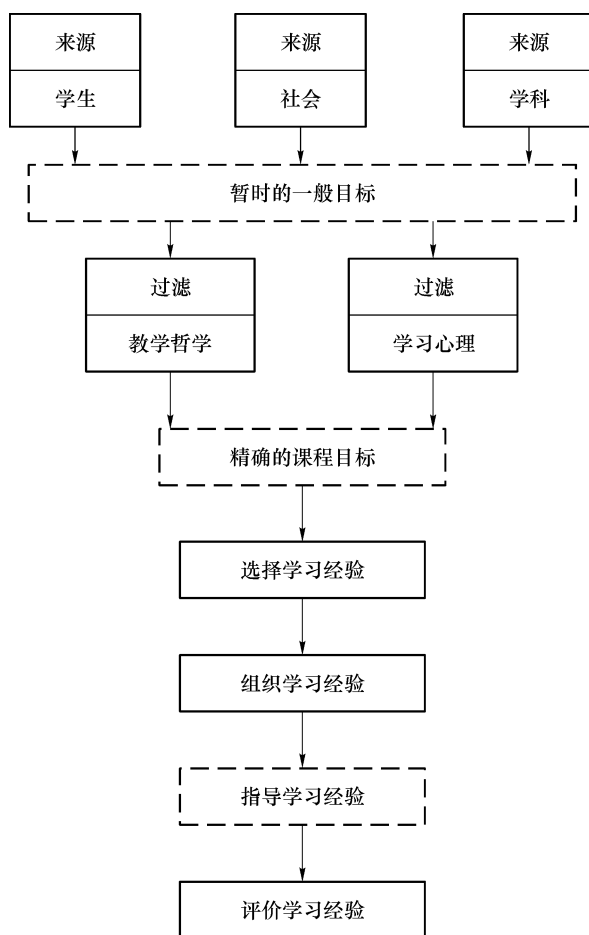 来源
学生
来源
社会
来源
学科
暂时的一般目标
过滤
教学哲学
过滤
学习心理
精确的课程目标
选择学习经验
组织学习经验
指导学习经验
评价学习经验